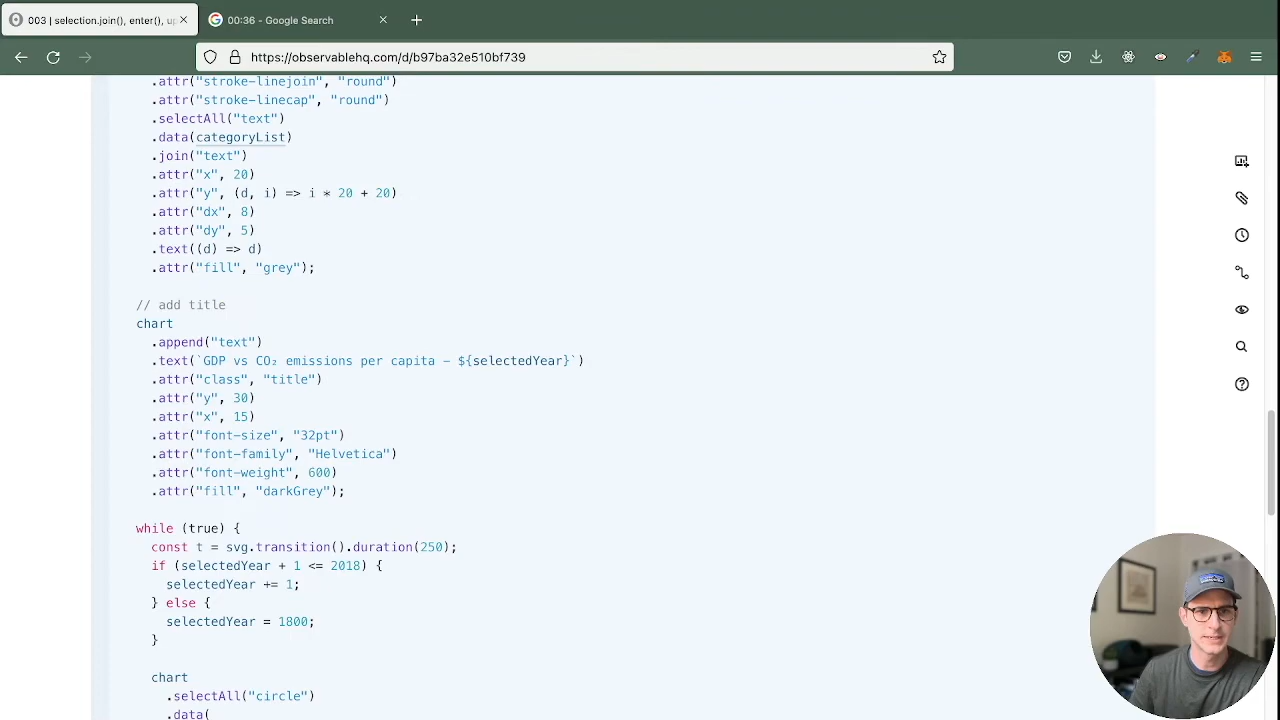 003 | selection.join(), enter(), up
00:36 - Google Search
https://observablehq.com/d/b97ba32e510bf739
.attr("stroke-linejoin", "round")
.attr("stroke-linecap", "round")
.selectAll("text")
.data(categoryList)
.join("text")
.attr("x", 20)
.attr("y", (d, i) => i * 20 + 20)
.attr("dx", 8)
.attr("dy", 5)
.text((d) => d)
.attr("fill", "grey");
// add title
chart
.append("text")
.text(`GDP vs CO₂ emissions per capita – ${selectedYear}`)
.attr("class", "title")
.attr("y", 30)
.attr("x", 15)
.attr("font-size", "32pt")
.attr("font-family", "Helvetica")
.attr("font-weight", 600)
.attr("fill", "darkGrey");
while (true) {
const t = svg.transition().duration(250);
if (selectedYear + 1 <= 2018) {
selectedYear += 1;
} else {
selectedYear = 1800;
}
chart
.selectAll("circle")
.data(